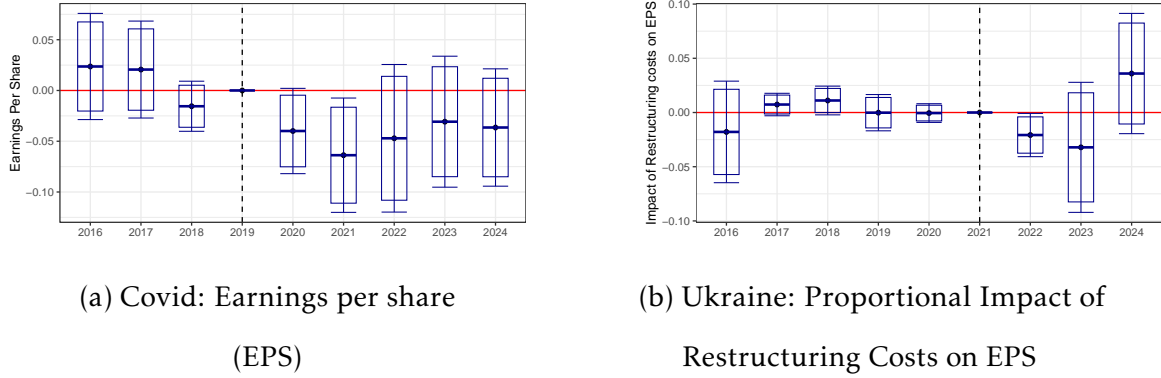 Earnings Per Share
0.05
0.00
−0.05
−0.10
2016 2017 2018 2019 2020 2021 2022 2023 2024
(a) Covid: Earnings per share
(EPS)
Impact of Restructuring costs on EPS
0.10
0.05
0.00
−0.05
−0.10
2016 2017 2018 2019 2020 2021 2022 2023 2024
(b) Ukraine: Proportional Impact of
Restructuring Costs on EPS